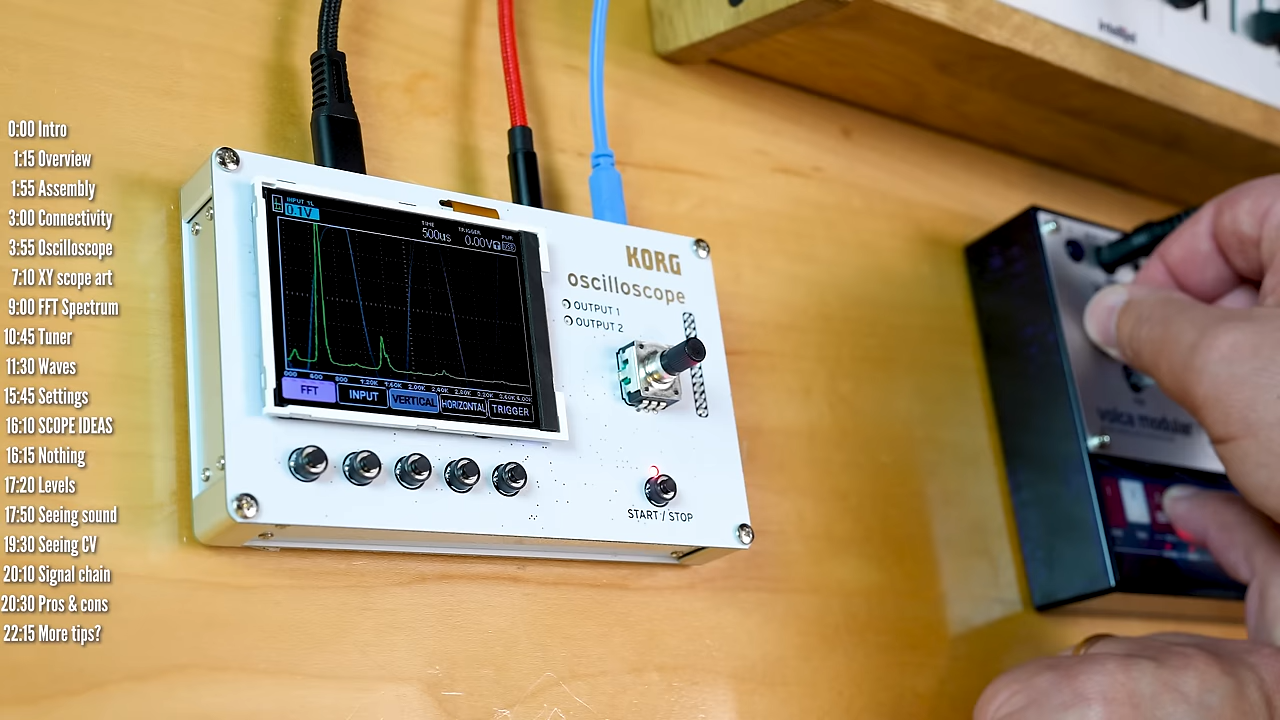 0:00 Intro
1:15 Overview
1:55 Assembly
3:00 Connectivity
3:55 Oscilloscope
7:10 XY scope art
9:00 FFT Spectrum
10:45 Tuner
11:30 Waves
15:45 Settings
16:10 SCOPE IDEAS
16:15 Nothing
17:20 Levels
17:50 Seeing sound
19:30 Seeing CV
20:10 Signal chain
20:30 Pros & cons
22:15 More tips?
INPUT 1L
0.1V
TIME
500us
TRIGGER
0.00V
PWR
USB
FFT
INPUT
VERTICAL
HORIZONTAL
TRIGGER
KORG
oscilloscope
OUTPUT 1
OUTPUT 2
START / STOP
volca modular